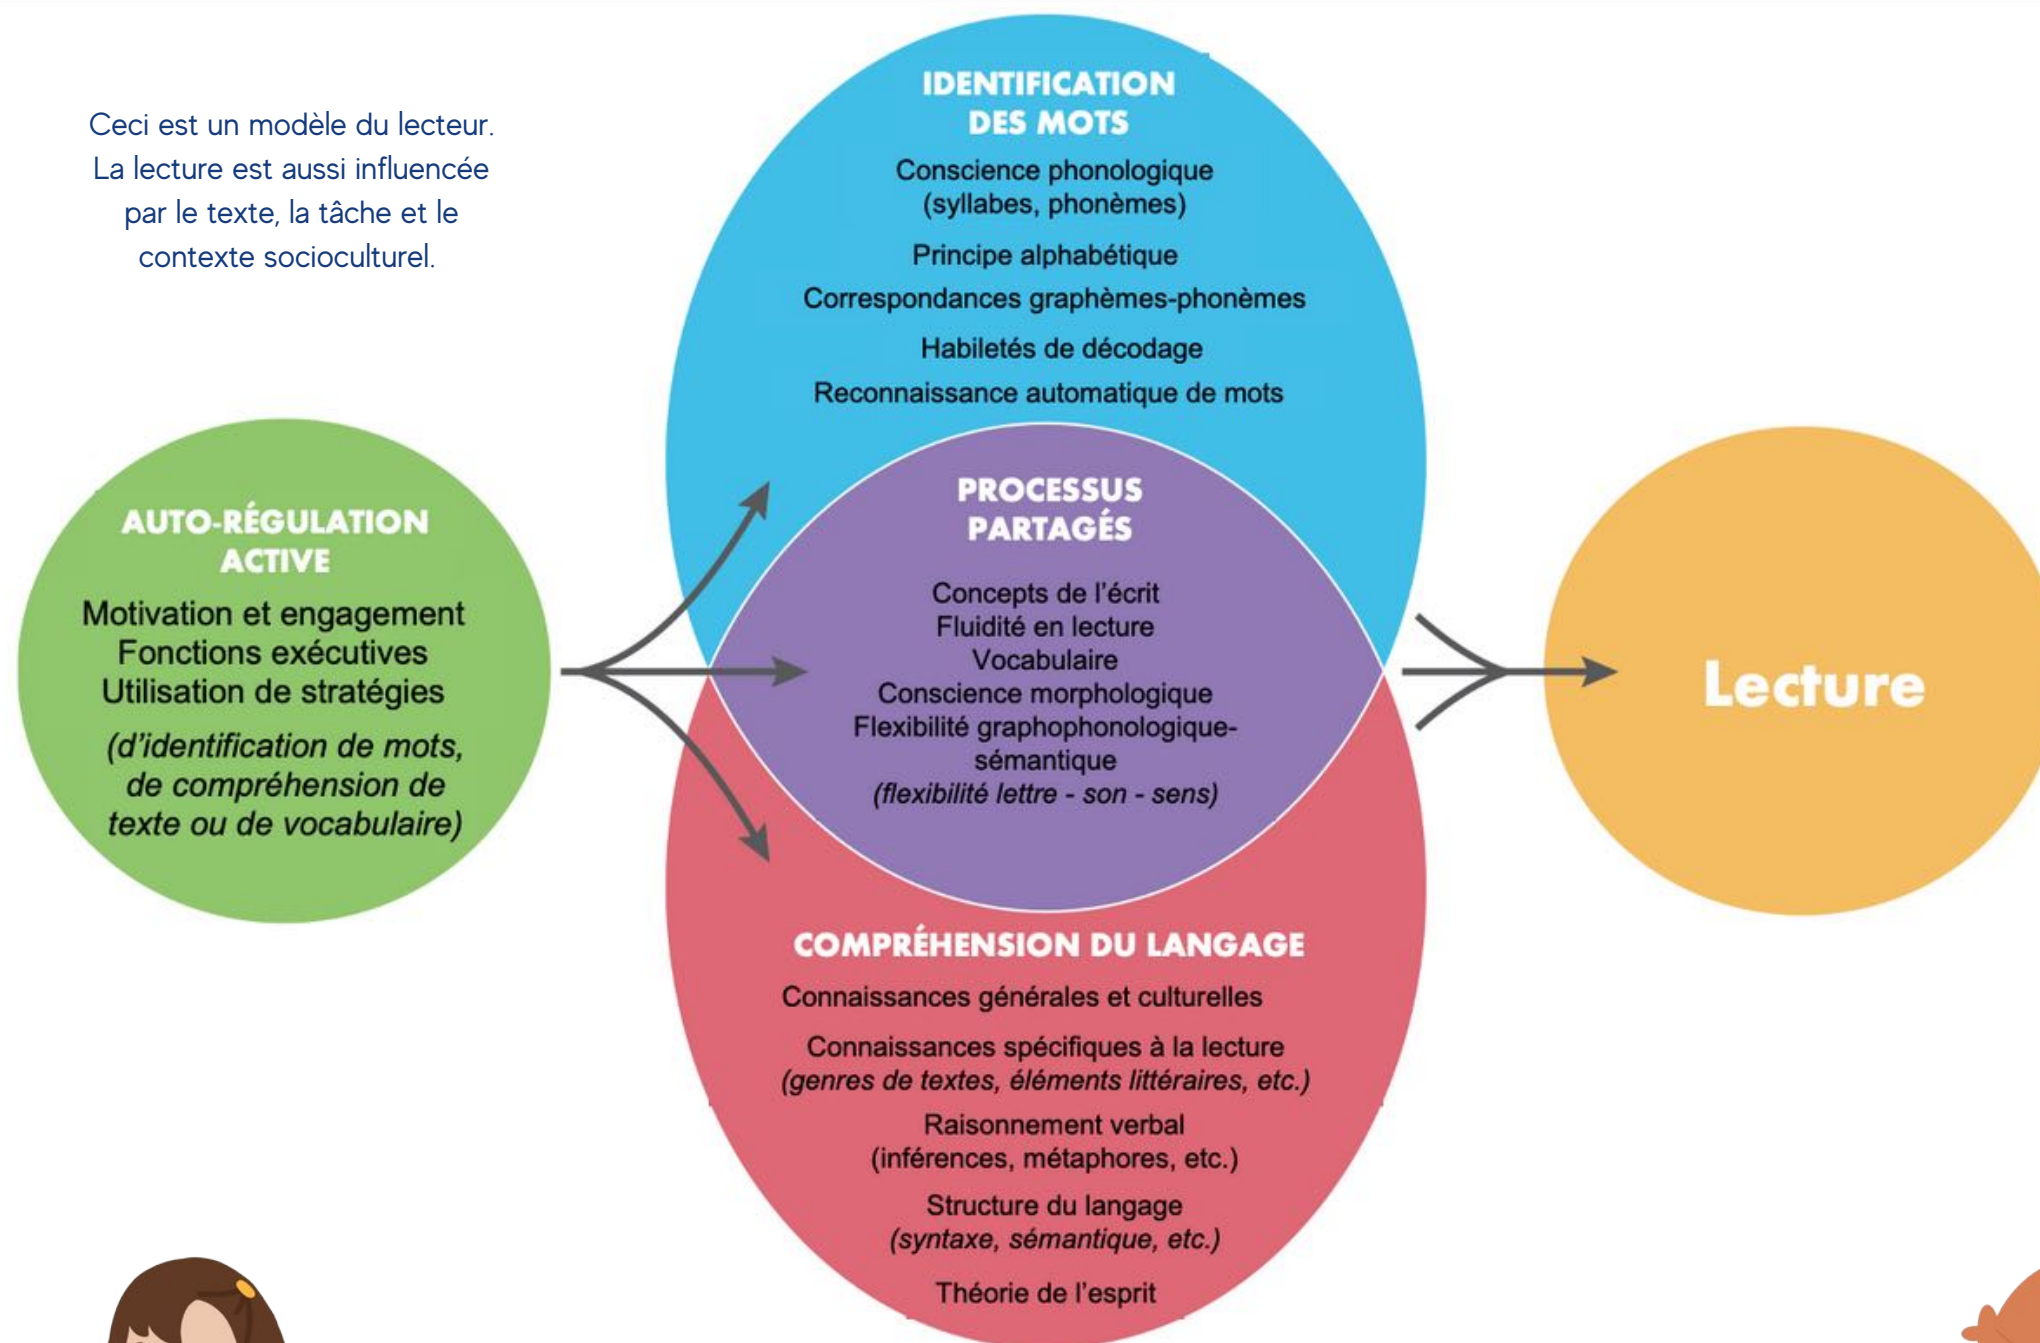 Ceci est un modèle du lecteur.
La lecture est aussi influencée
par le texte, la tâche et le
contexte socioculturel.
AUTO-RÉGULATION
ACTIVE
Motivation et engagement
Fonctions exécutives
Utilisation de stratégies
(d'identification de mots,
de compréhension de
texte ou de vocabulaire)
IDENTIFICATION
DES MOTS
Conscience phonologique
(syllabes, phonèmes)
Principe alphabétique
Correspondances graphèmes-phonèmes
Habiletés de décodage
Reconnaissance automatique de mots
PROCESSUS
PARTAGÉS
Concepts de l'écrit
Fluidité en lecture
Vocabulaire
Conscience morphologique
Flexibilité graphophonologique-
sémantique
(flexibilité lettre - son - sens)
COMPRÉHENSION DU LANGAGE
Connaissances générales et culturelles
Connaissances spécifiques à la lecture
(genres de textes, éléments littéraires, etc.)
Raisonnement verbal
(inférences, métaphores, etc.)
Structure du langage
(syntaxe, sémantique, etc.)
Théorie de l'esprit
Lecture